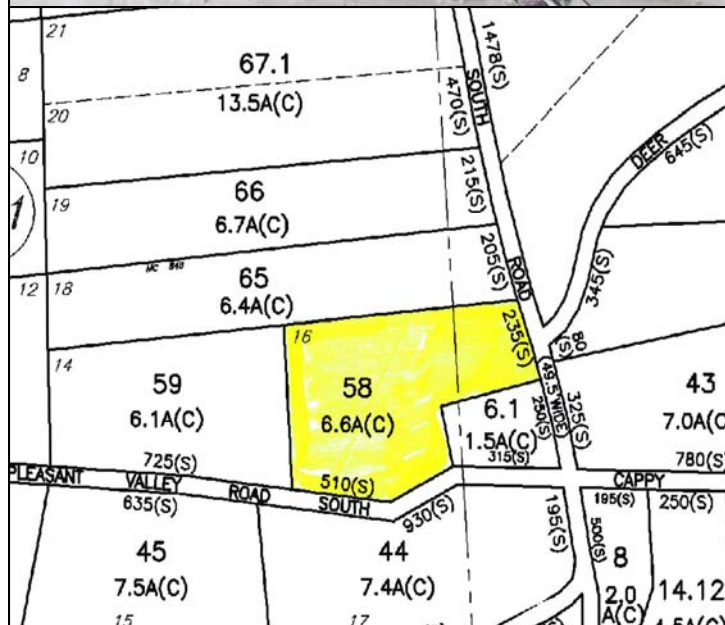 21
8
67.1
13.5A(C)
1478(S)
470(S)
SOUTH
ROAD
20
10
66
6.7A(C)
215(S)
DEER
645(S)
19
1
65
6.4A(C)
205(S)
345(S)
12
18
16
235(S)
80
(S)
14
59
6.1A(C)
58
6.6A(C)
(49.5'WIDE)
6.1
1.5A(C)
250(S)
325(S)
315(S)
43
7.0A(C
725(S)
510(S)
780(S)
PLEASANT VALLEY ROAD SOUTH
CAPPY
635(S)
930(S)
195(S)
195(S)
250(S)
500(S)
45
7.5A(C)
44
7.4A(C)
8
2.0
A(C)
14.12
15
17